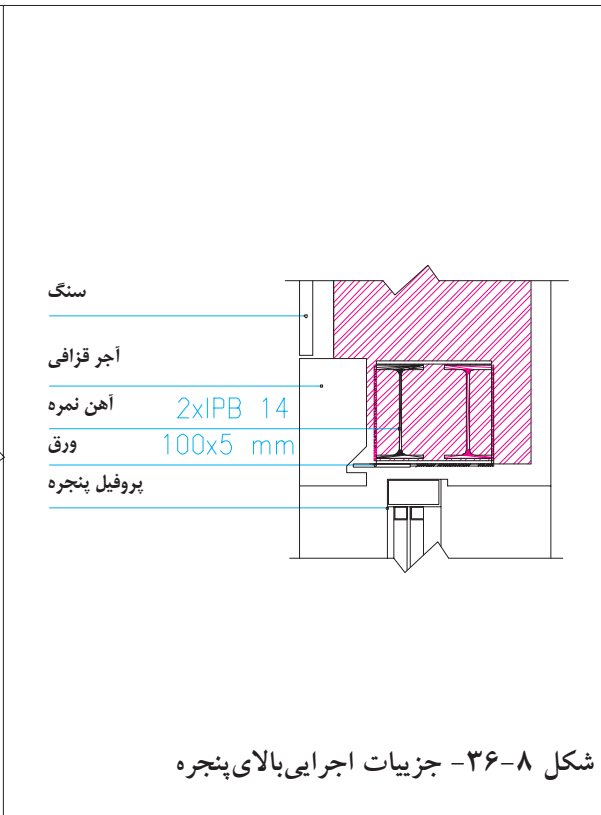 سنگ
آجر قزافی
آهن نمره 2xIPB 14
ورق 100x5 mm
پروفیل پنجره
شکل ۸-۳۶- جزییات اجرایی‌بالای‌پنجره